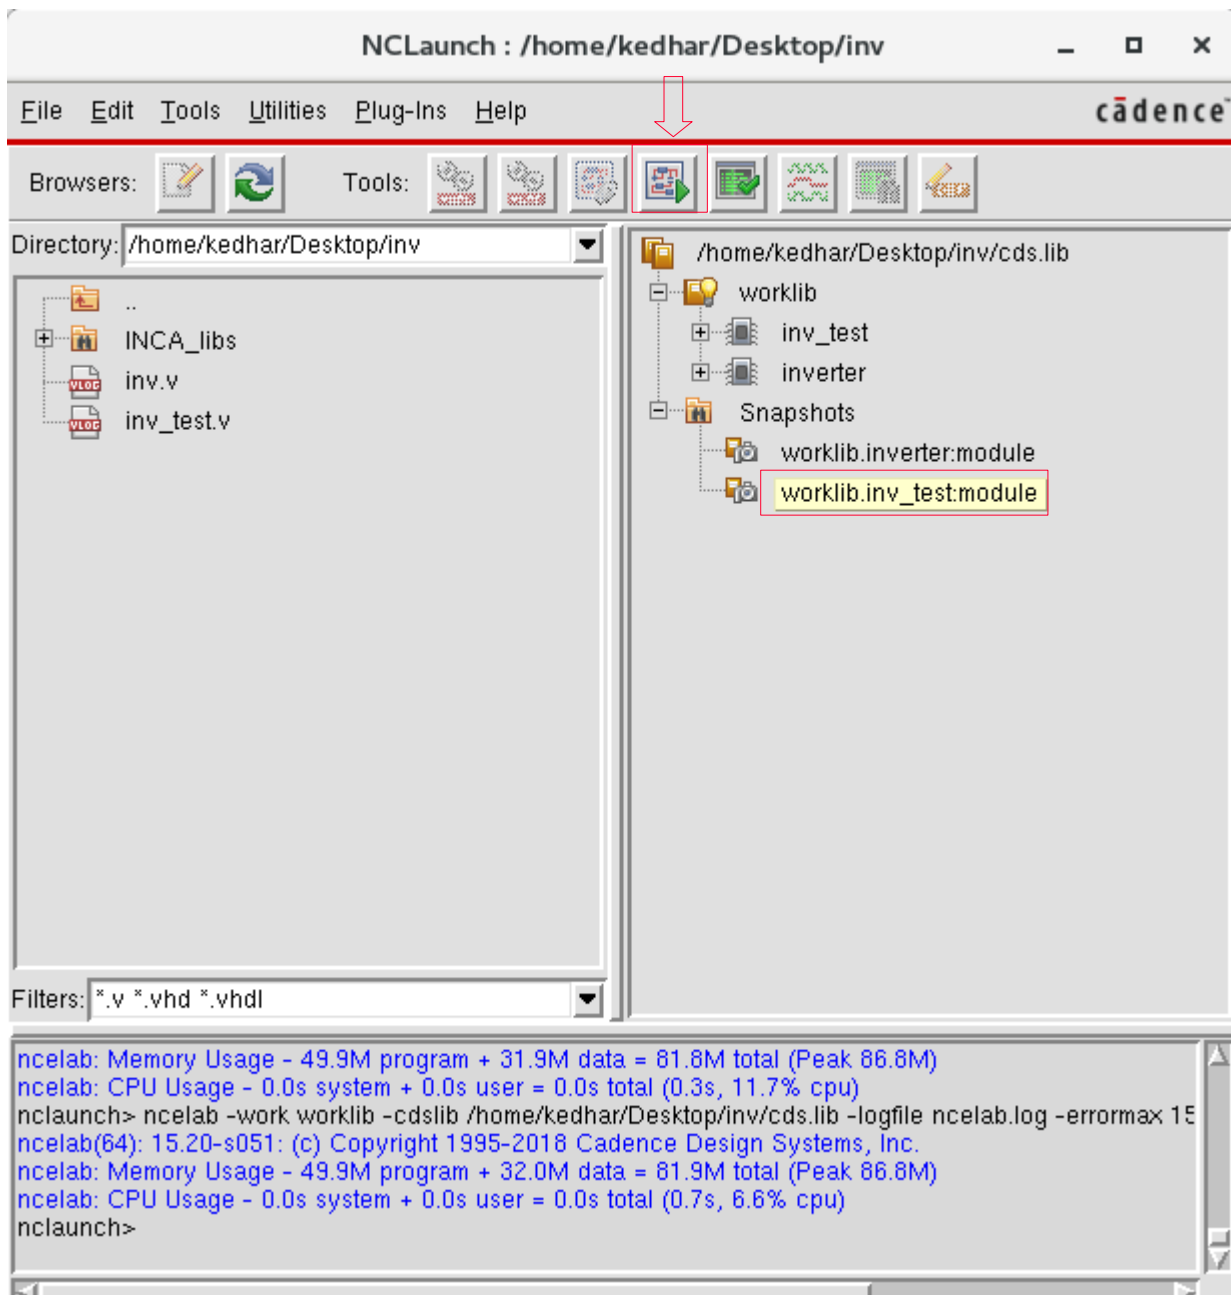 NCLaunch : /home/kedhar/Desktop/inv
File Edit Tools Utilities Plug-Ins Help
cādence
Browsers: Tools:
Directory: /home/kedhar/Desktop/inv
..
INCA_libs
VLOG inv.v
VLOG inv_test.v
Filters: *.v *.vhd *.vhdl
/home/kedhar/Desktop/inv/cds.lib
worklib
inv_test
inverter
Snapshots
worklib.inverter:module
worklib.inv_test:module
ncelab: Memory Usage - 49.9M program + 31.9M data = 81.8M total (Peak 86.8M)
ncelab: CPU Usage - 0.0s system + 0.0s user = 0.0s total (0.3s, 11.7% cpu)
nclaunch> ncelab -work worklib -cdslib /home/kedhar/Desktop/inv/cds.lib -logfile ncelab.log -errormax 15
ncelab(64): 15.20-s051: (c) Copyright 1995-2018 Cadence Design Systems, Inc.
ncelab: Memory Usage - 49.9M program + 32.0M data = 81.9M total (Peak 86.8M)
ncelab: CPU Usage - 0.0s system + 0.0s user = 0.0s total (0.7s, 6.6% cpu)
nclaunch>